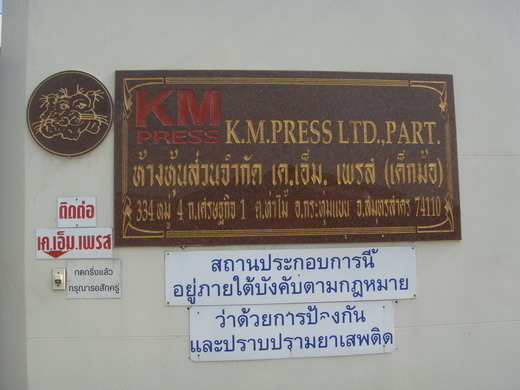 KM
PRESS K.M.PRESS LTD.,PART.
ห้างหุ้นส่วนจำกัด เค.เอ็ม. เพรส (เด็กม้อ)
334 หมู่ 4 ถ.เศรษฐกิจ 1 ต.ท่าไม้ อ.กระทุ่มแบน จ.สมุทรสาคร 74110
ติดต่อ
เค.เอ็ม.เพรส
กดกริ่งแล้ว
กรุณารอสักครู่
สถานประกอบการนี้
อยู่ภายใต้บังคับตามกฎหมาย
ว่าด้วยการป้องกัน
และปราบปรามยาเสพติด